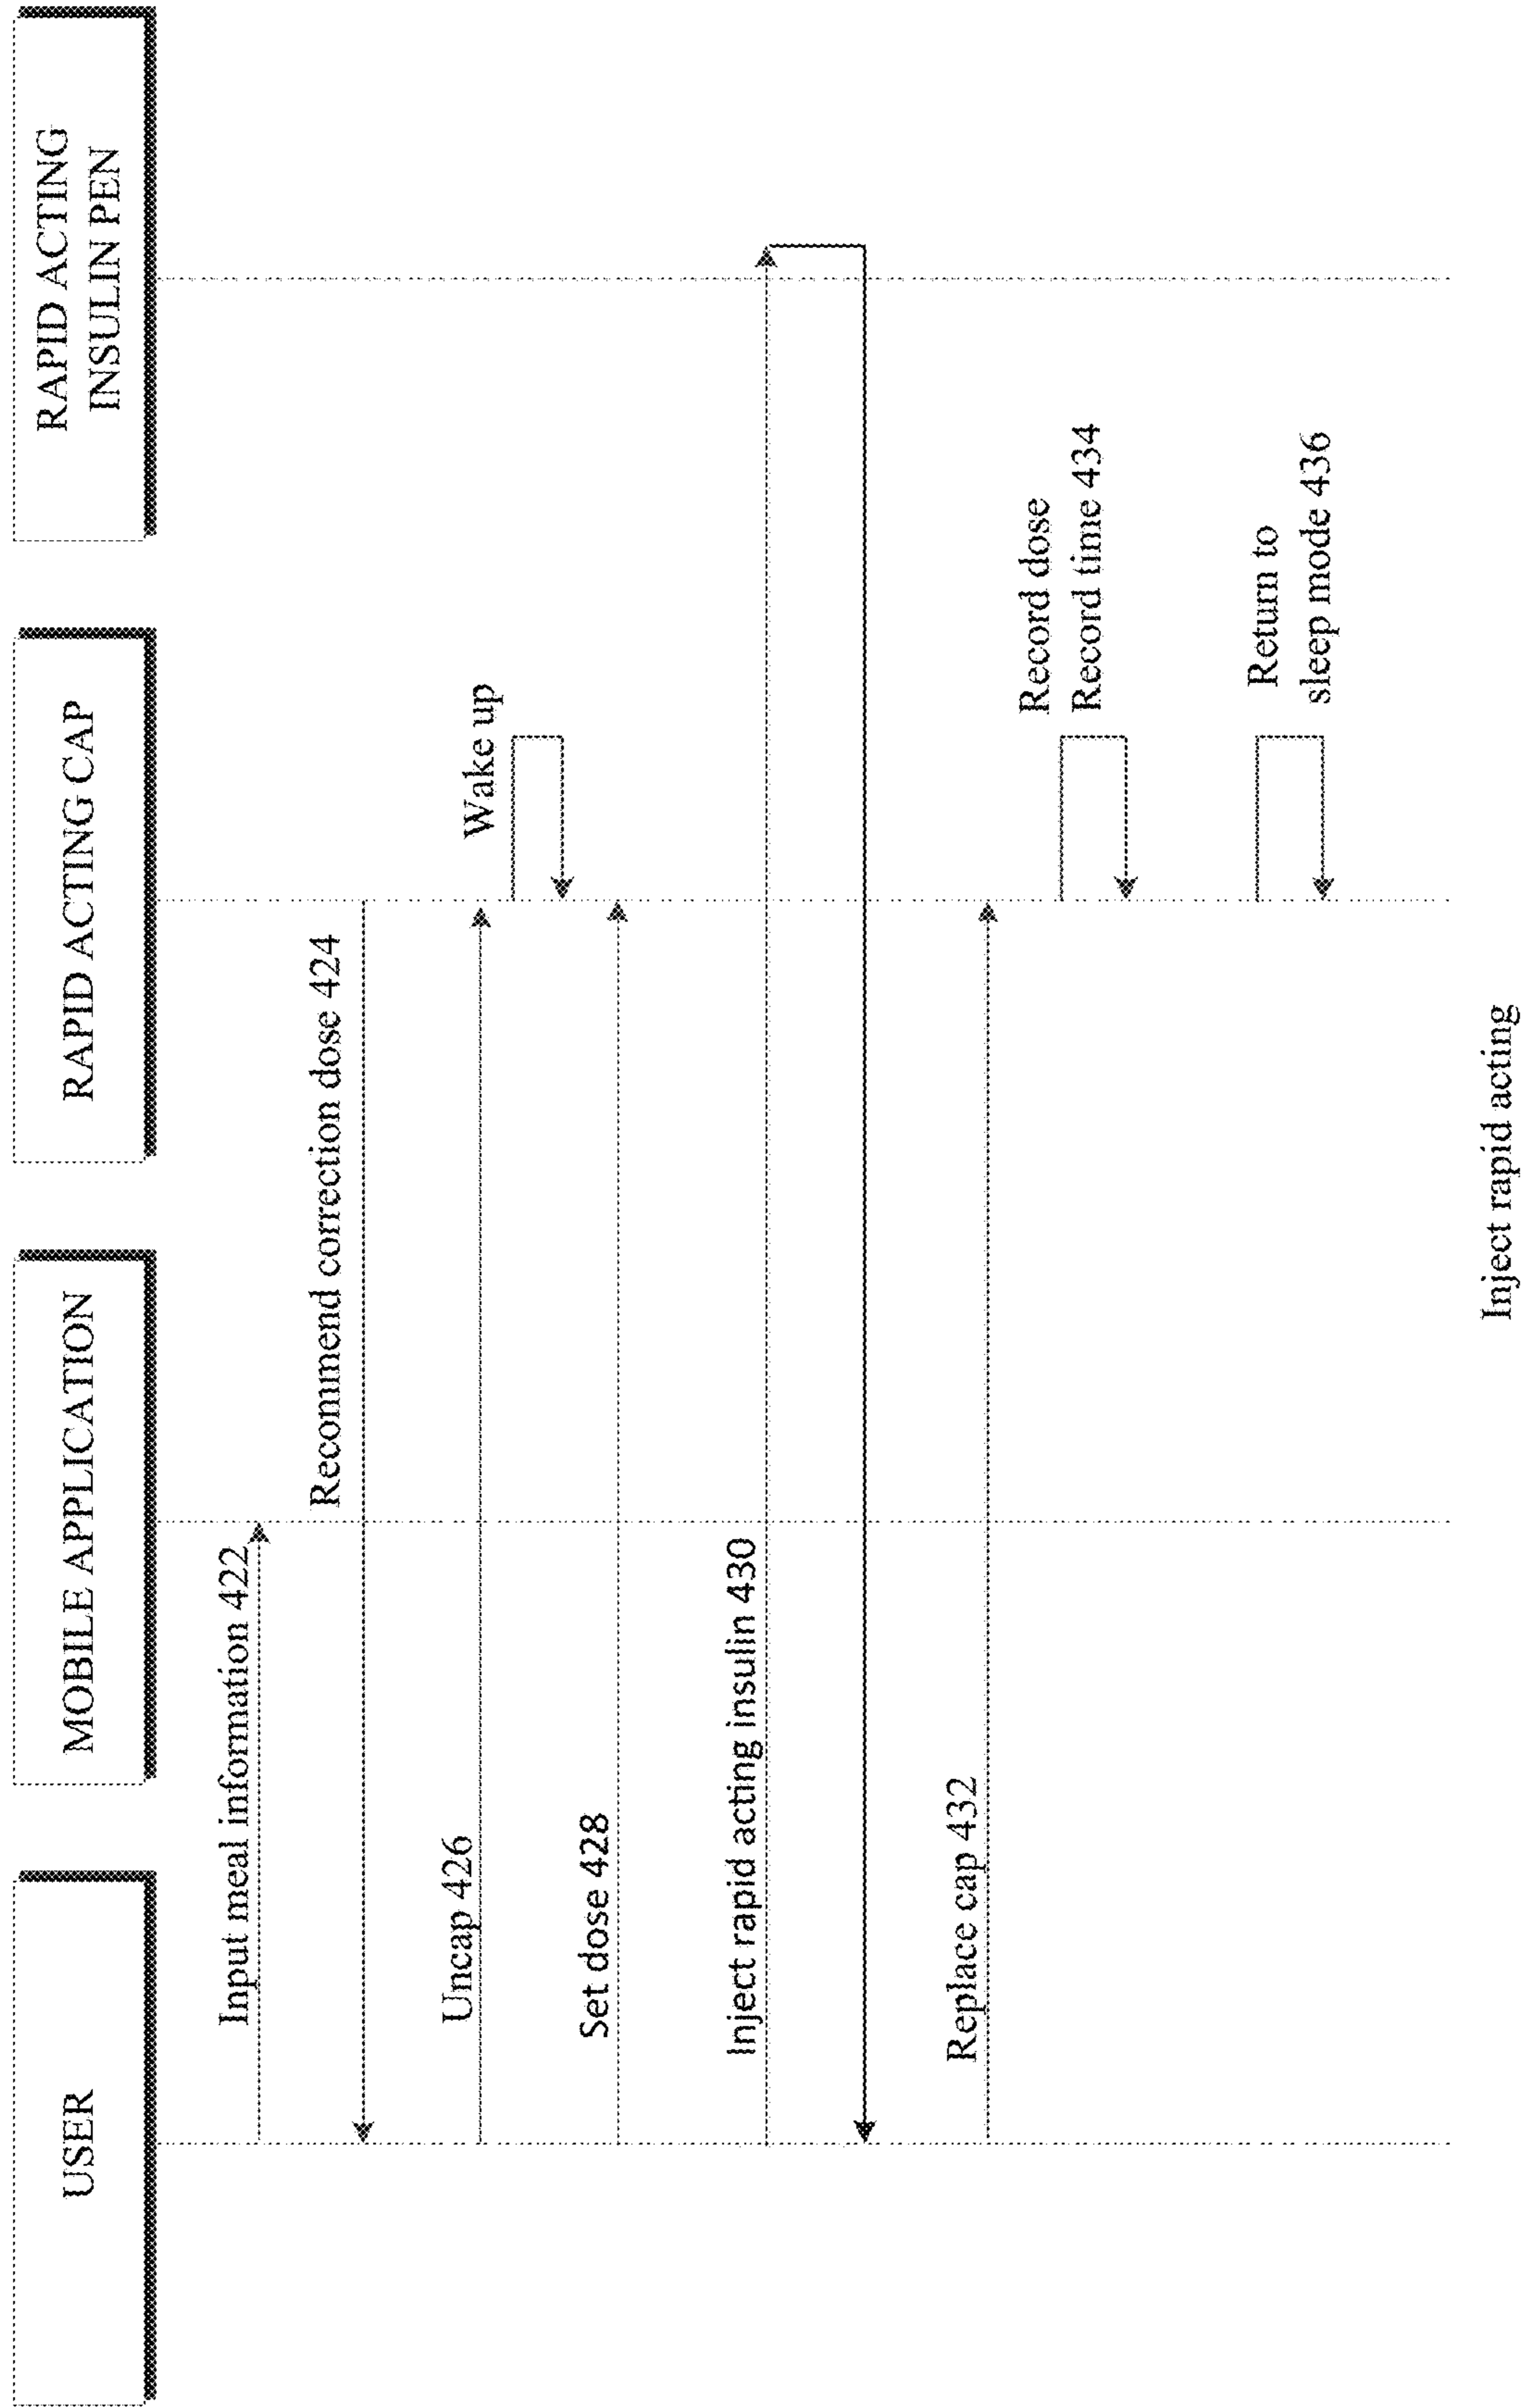 USER
MOBILE APPLICATION
RAPID ACTING CAP
RAPID ACTING
INSULIN PEN
Input meal information 422
Recommend correction dose 424
Uncap 426
Wake up
Set dose 428
Inject rapid acting insulin 430
Replace cap 432
Record dose
Record time 434
Return to
sleep mode 436
Inject rapid acting